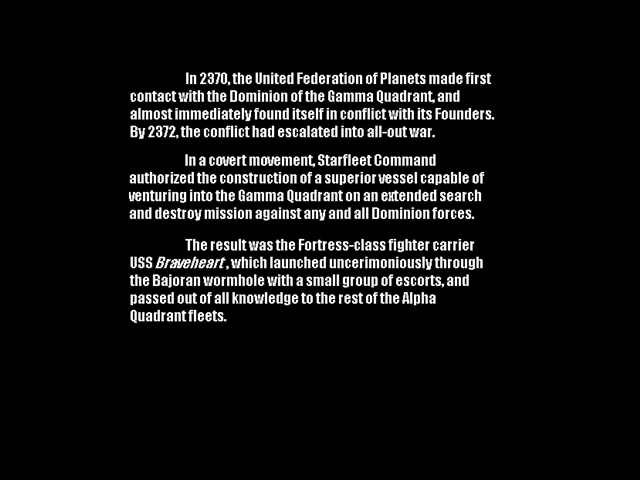 In 2370, the United Federation of Planets made first
contact with the Dominion of the Gamma Quadrant, and
almost immediately found itself in conflict with its Founders.
By 2372, the conflict had escalated into all-out war.
In a covert movement, Starfleet Command
authorized the construction of a superior vessel capable of
venturing into the Gamma Quadrant on an extended search
and destroy mission against any and all Dominion forces.
The result was the Fortress-class fighter carrier
USS Braveheart, which launched uncerimoniously through
the Bajoran wormhole with a small group of escorts, and
passed out of all knowledge to the rest of the Alpha
Quadrant fleets.